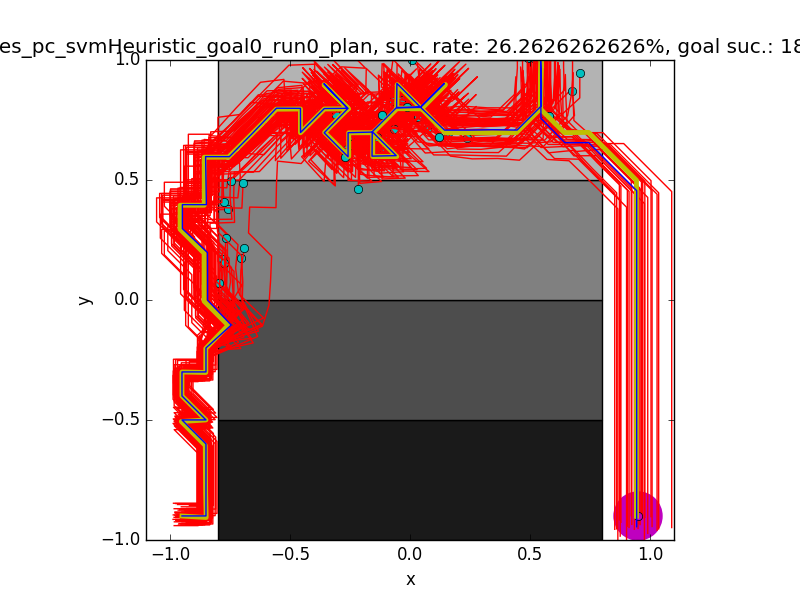 es_pc_svmHeuristic_goal0_run0_plan, suc. rate: 26.2626262626%, goal suc.: 18
1.0
0.5
0.0
−0.5
−1.0
y
−1.0 −0.5 0.0 0.5 1.0
x